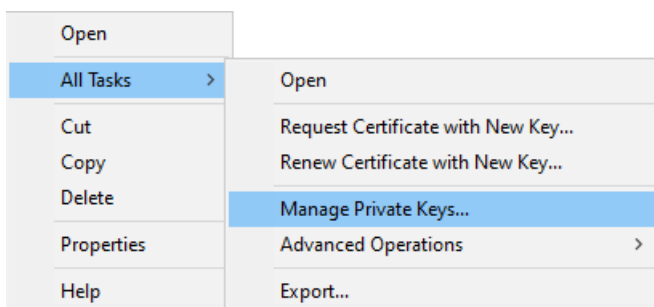 Open
All Tasks
Cut
Copy
Delete
Properties
Help
Open
Request Certificate with New Key...
Renew Certificate with New Key...
Manage Private Keys...
Advanced Operations
Export...